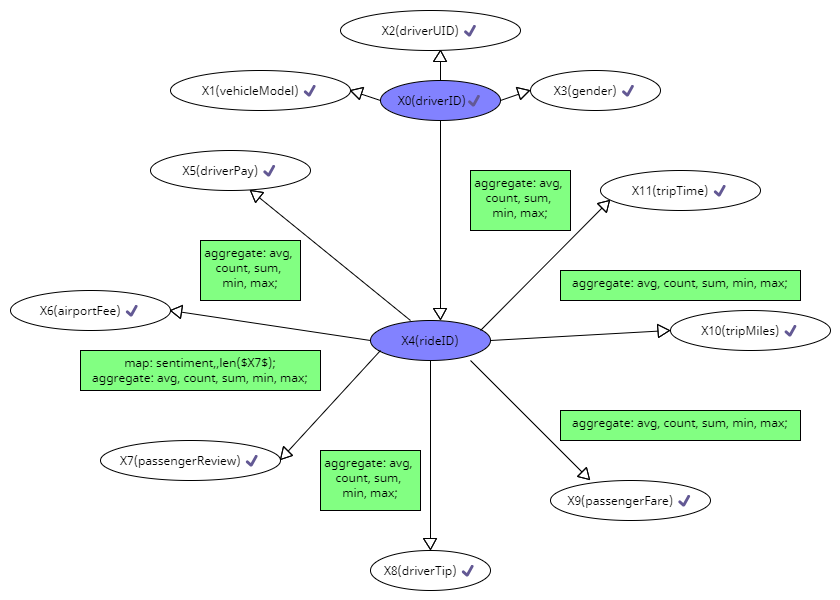 X2(driverUID)
X1(vehicleModel)
X0(driverID)
X3(gender)
X5(driverPay)
aggregate: avg,
count, sum,
min, max;
X11(tripTime)
aggregate: avg,
count, sum,
min, max;
aggregate: avg, count, sum, min, max;
X6(airportFee)
X4(rideID)
X10(tripMiles)
map: sentiment,,len($X7$);
aggregate: avg, count, sum, min, max;
aggregate: avg, count, sum, min, max;
X7(passengerReview)
aggregate: avg,
count, sum,
min, max;
X9(passengerFare)
X8(driverTip)